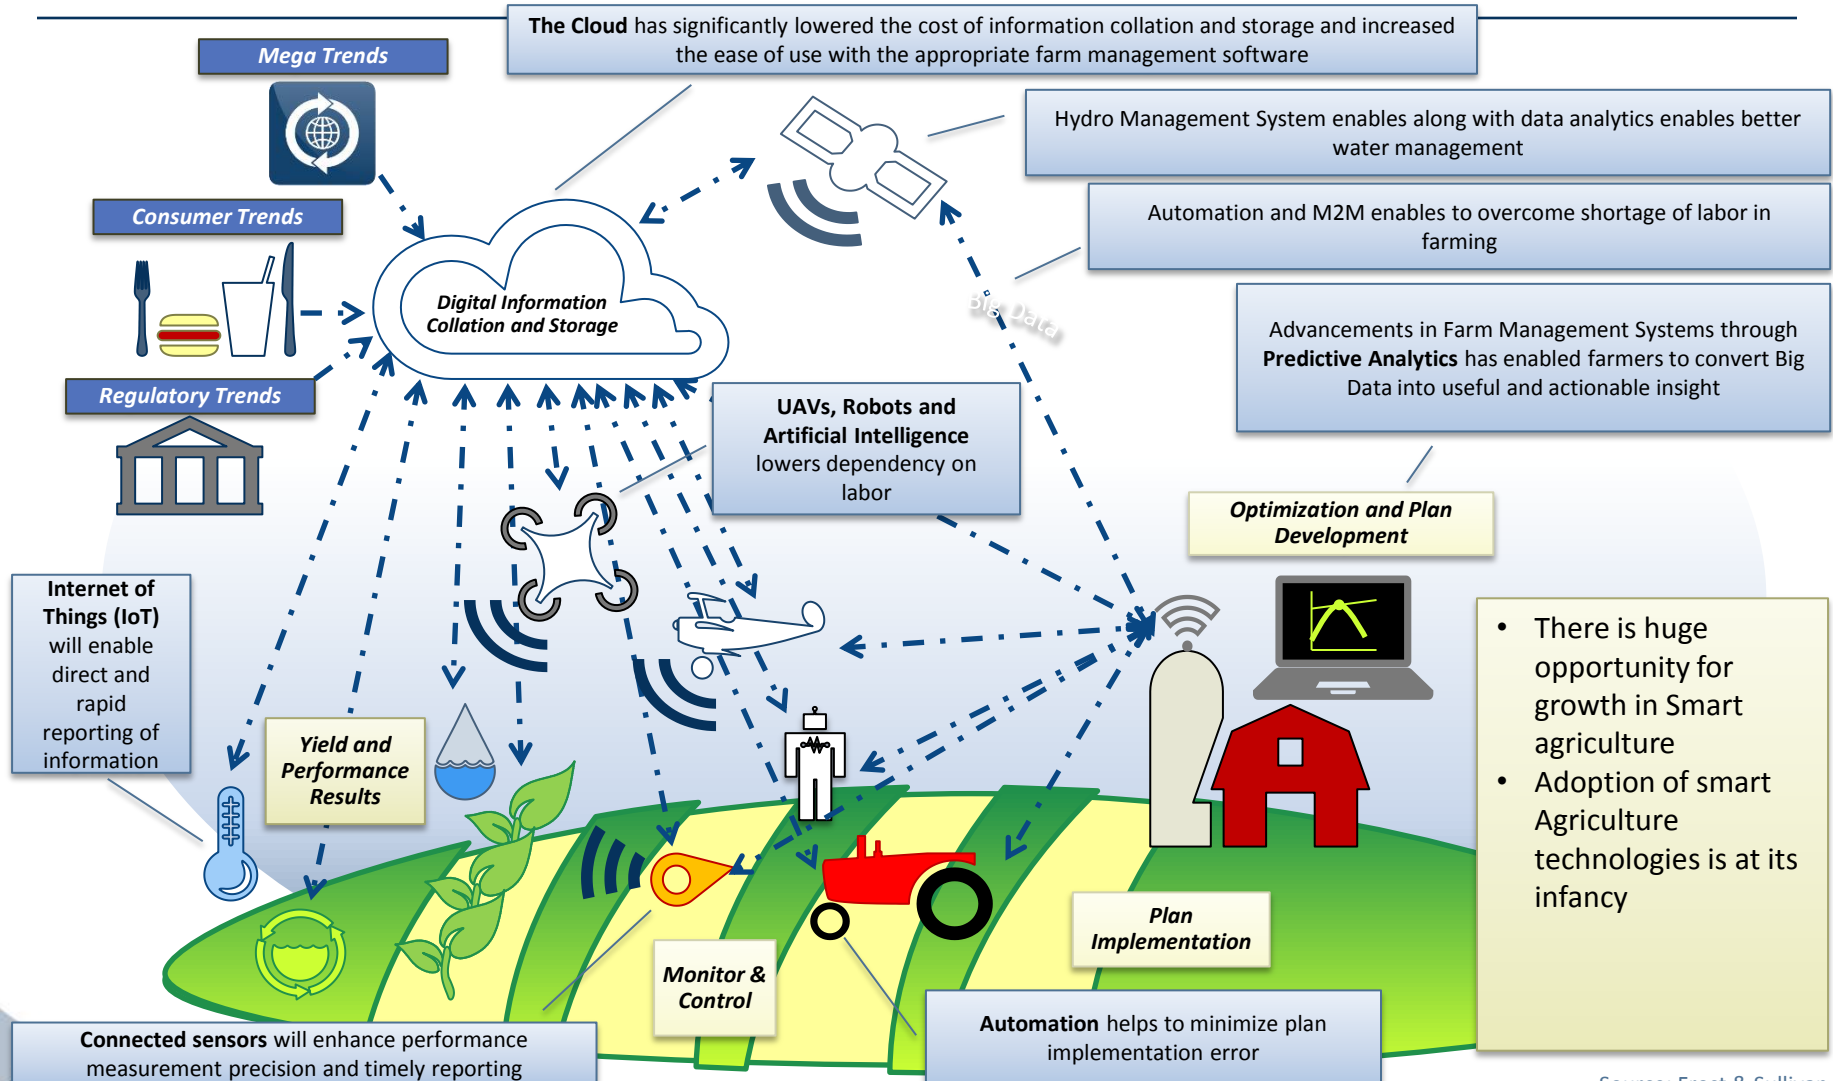 The Cloud has significantly lowered the cost of information collation and storage and increased
the ease of use with the appropriate farm management software
Mega Trends
Hydro Management System enables along with data analytics enables better
water management
Consumer Trends
Automation and M2M enables to overcome shortage of labor in
farming
Digital Information
Collation and Storage
Big Data
Advancements in Farm Management Systems through
Predictive Analytics has enabled farmers to convert Big
Data into useful and actionable insight
Regulatory Trends
UAVs, Robots and
Artificial Intelligence
lowers dependency on
labor
Optimization and Plan
Development
Internet of
Things (IoT)
will enable
direct and
rapid
reporting of
information
Yield and
Performance
Results
• There is huge
opportunity for
growth in Smart
agriculture
• Adoption of smart
Agriculture
technologies is at its
infancy
Plan
Implementation
Monitor &
Control
Connected sensors will enhance performance
measurement precision and timely reporting
Automation helps to minimize plan
implementation error
Source: Frost & Sullivan